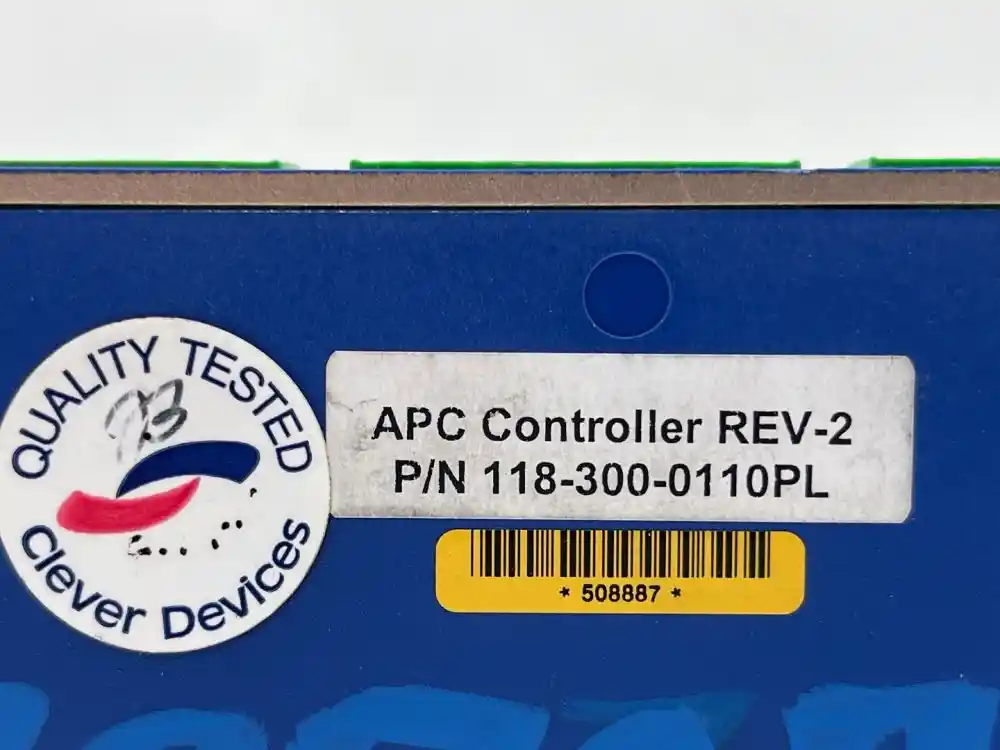 QUALITY TESTED
Clever Devices
APC Controller REV-2
P/N 118-300-0110PL
* 508887 *